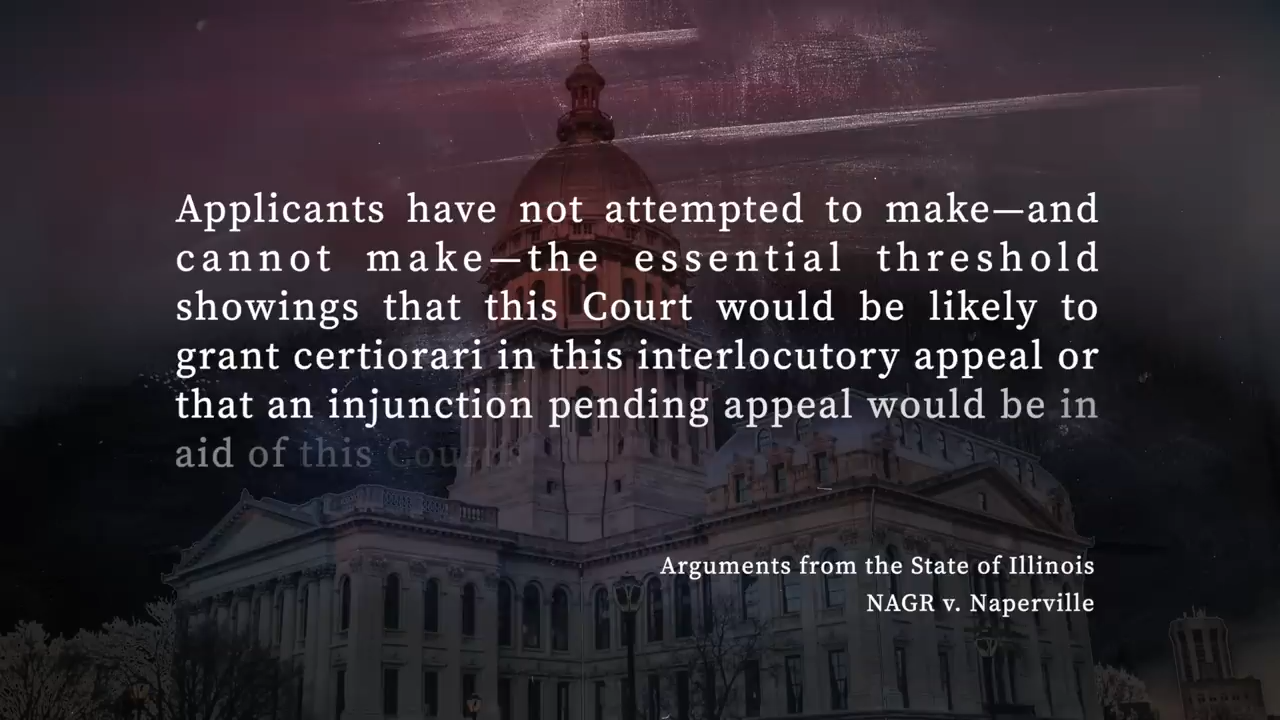 Applicants have not attempted to make—and
cannot make—the essential threshold
showings that this Court would be likely to
grant certiorari in this interlocutory appeal or
that an injunction pending appeal would be in
aid of this
Arguments from the State of Illinois
NAGR v. Naperville